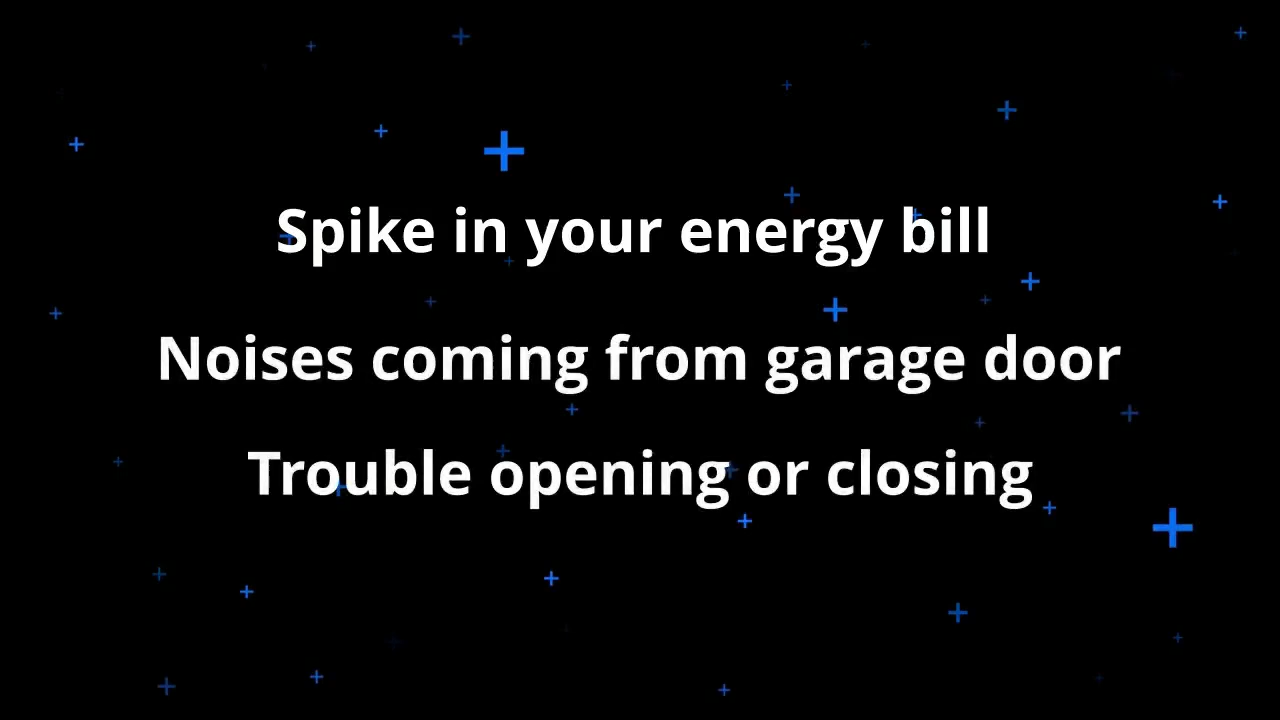 Spike in your energy bill
Noises coming from garage door
Trouble opening or closing